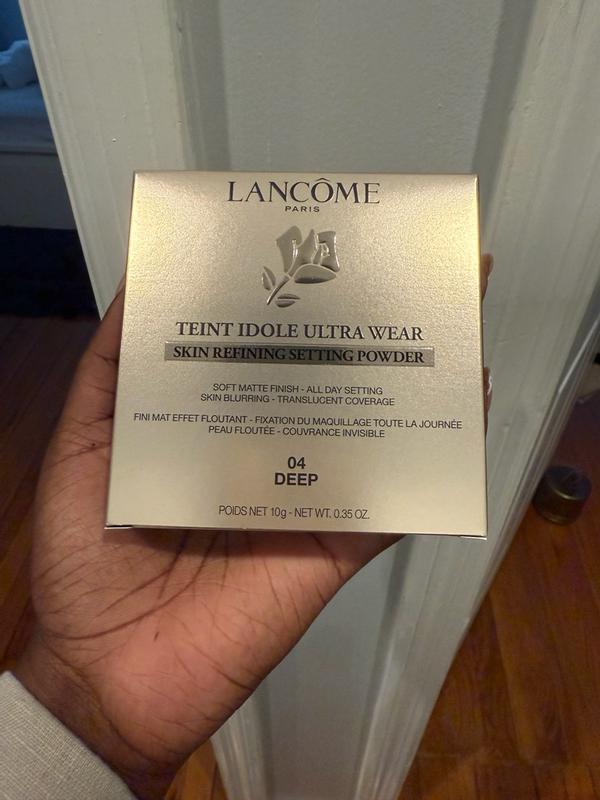 LANCÔME
PARIS
TEINT IDOLE ULTRA WEAR
SKIN REFINING SETTING POWDER
SOFT MATTE FINISH - ALL DAY SETTING
SKIN BLURRING - TRANSLUCENT COVERAGE
FINI MAT EFFET FLOUTANT - FIXATION DU MAQUILLAGE TOUTE LA JOURNÉE
PEAU FLOUTÉE - COUVRANCE INVISIBLE
04
DEEP
POIDS NET 10g - NET WT. 0.35 OZ.